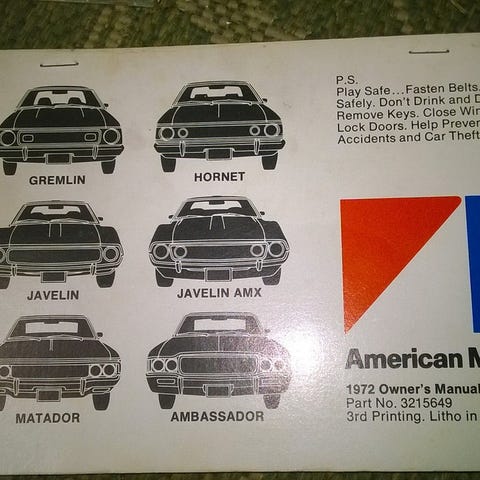 P.S.
Play Safe...Fasten Belts.
Safely. Don't Drink and D
Remove Keys. Close Win
Lock Doors. Help Preven
Accidents and Car Theft
GREMLIN
HORNET
JAVELIN
JAVELIN AMX
MATADOR
AMBASSADOR
American M
1972 Owner's Manual
Part No. 3215649
3rd Printing. Litho in